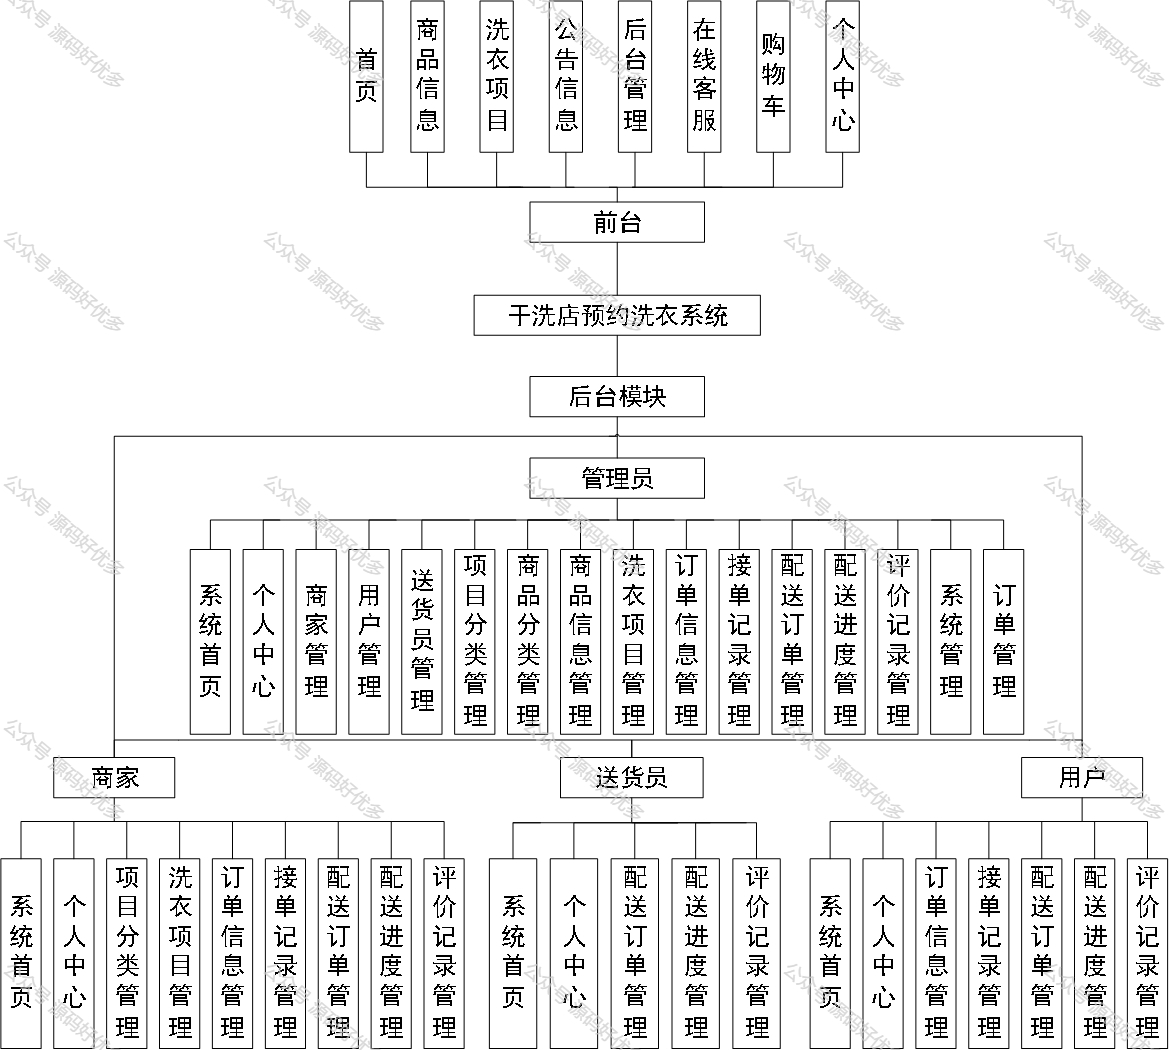 首页
商品信息
洗衣项目
公告信息
后台管理
在线客服
购物车
个人中心
前台
干洗店预约洗衣系统
后台模块
管理员
系统首页
个人中心
商家管理
用户管理
送货员管理
项目分类管理
商品分类管理
商品信息管理
洗衣项目管理
订单信息管理
接单记录管理
配送订单管理
配送进度管理
评价记录管理
系统管理
订单管理
商家
送货员
用户
系统首页
个人中心
项目分类管理
洗衣项目管理
订单信息管理
接单记录管理
配送订单管理
配送进度管理
评价记录管理
系统首页
个人中心
配送订单管理
配送进度管理
评价记录管理
系统首页
个人中心
订单信息管理
接单记录管理
配送订单管理
配送进度管理
评价记录管理
公众号 源码好优多